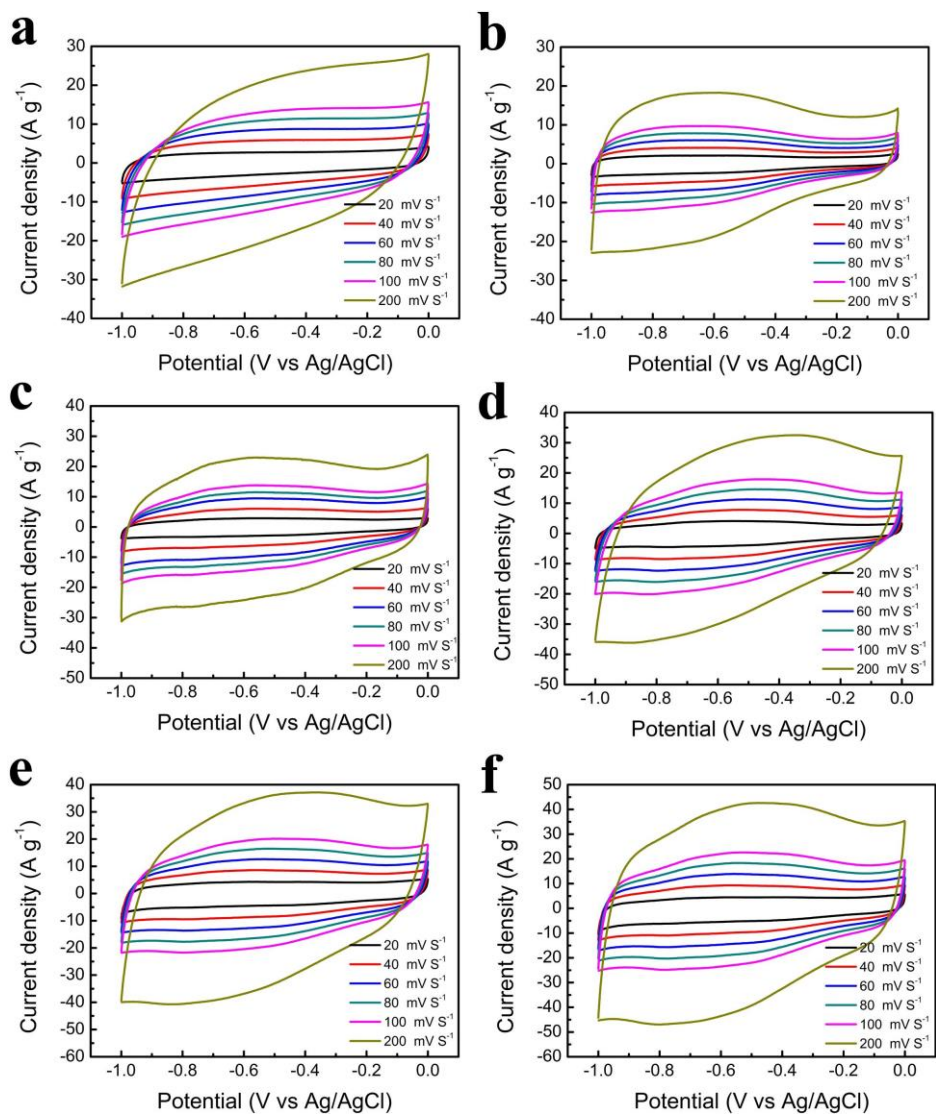 a
30
20
10
0
-10
-20
-30
-40
Current density (A g⁻¹)
20 mV S⁻¹
40 mV S⁻¹
60 mV S⁻¹
80 mV S⁻¹
100 mV S⁻¹
200 mV S⁻¹
-1.0 -0.8 -0.6 -0.4 -0.2 0.0
Potential (V vs Ag/AgCl)
b
30
20
10
0
-10
-20
-30
-40
Current density (A g⁻¹)
20 mV S⁻¹
40 mV S⁻¹
60 mV S⁻¹
80 mV S⁻¹
100 mV S⁻¹
200 mV S⁻¹
-1.0 -0.8 -0.6 -0.4 -0.2 0.0
Potential (V vs Ag/AgCl)
c
40
30
20
10
0
-10
-20
-30
-40
-50
Current density (A g⁻¹)
20 mV S⁻¹
40 mV S⁻¹
60 mV S⁻¹
80 mV S⁻¹
100 mV S⁻¹
200 mV S⁻¹
-1.0 -0.8 -0.6 -0.4 -0.2 0.0
Potential (V vs Ag/AgCl)
d
40
30
20
10
0
-10
-20
-30
-40
-50
Current density (A g⁻¹)
20 mV S⁻¹
40 mV S⁻¹
60 mV S⁻¹
80 mV S⁻¹
100 mV S⁻¹
200 mV S⁻¹
-1.0 -0.8 -0.6 -0.4 -0.2 0.0
Potential (V vs Ag/AgCl)
e
40
30
20
10
0
-10
-20
-30
-40
-50
-60
Current density (A g⁻¹)
20 mV S⁻¹
40 mV S⁻¹
60 mV S⁻¹
80 mV S⁻¹
100 mV S⁻¹
200 mV S⁻¹
-1.0 -0.8 -0.6 -0.4 -0.2 0.0
Potential (V vs Ag/AgCl)
f
50
40
30
20
10
0
-10
-20
-30
-40
-50
-60
Current density (A g⁻¹)
20 mV S⁻¹
40 mV S⁻¹
60 mV S⁻¹
80 mV S⁻¹
100 mV S⁻¹
200 mV S⁻¹
-1.0 -0.8 -0.6 -0.4 -0.2 0.0
Potential (V vs Ag/AgCl)